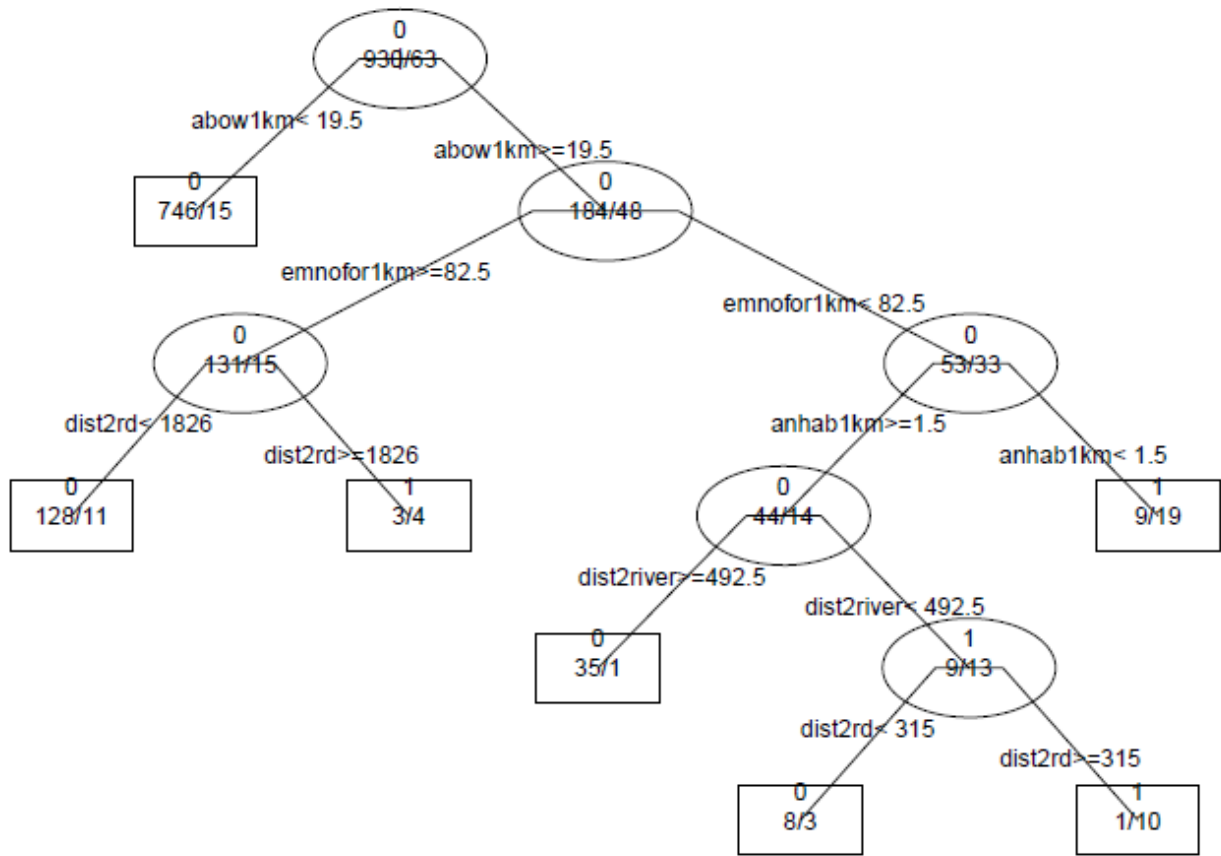 0
930/63
abow1km< 19.5
abow1km>=19.5
0
746/15
0
184/48
emnofor1km>=82.5
emnofor1km< 82.5
0
131/15
0
53/33
dist2rd< 1826
dist2rd>=1826
anhab1km>=1.5
anhab1km< 1.5
0
128/11
1
3/4
0
44/14
1
9/19
dist2river>=492.5
dist2river< 492.5
0
35/1
1
9/13
dist2rd< 315
dist2rd>=315
0
8/3
1
1/10